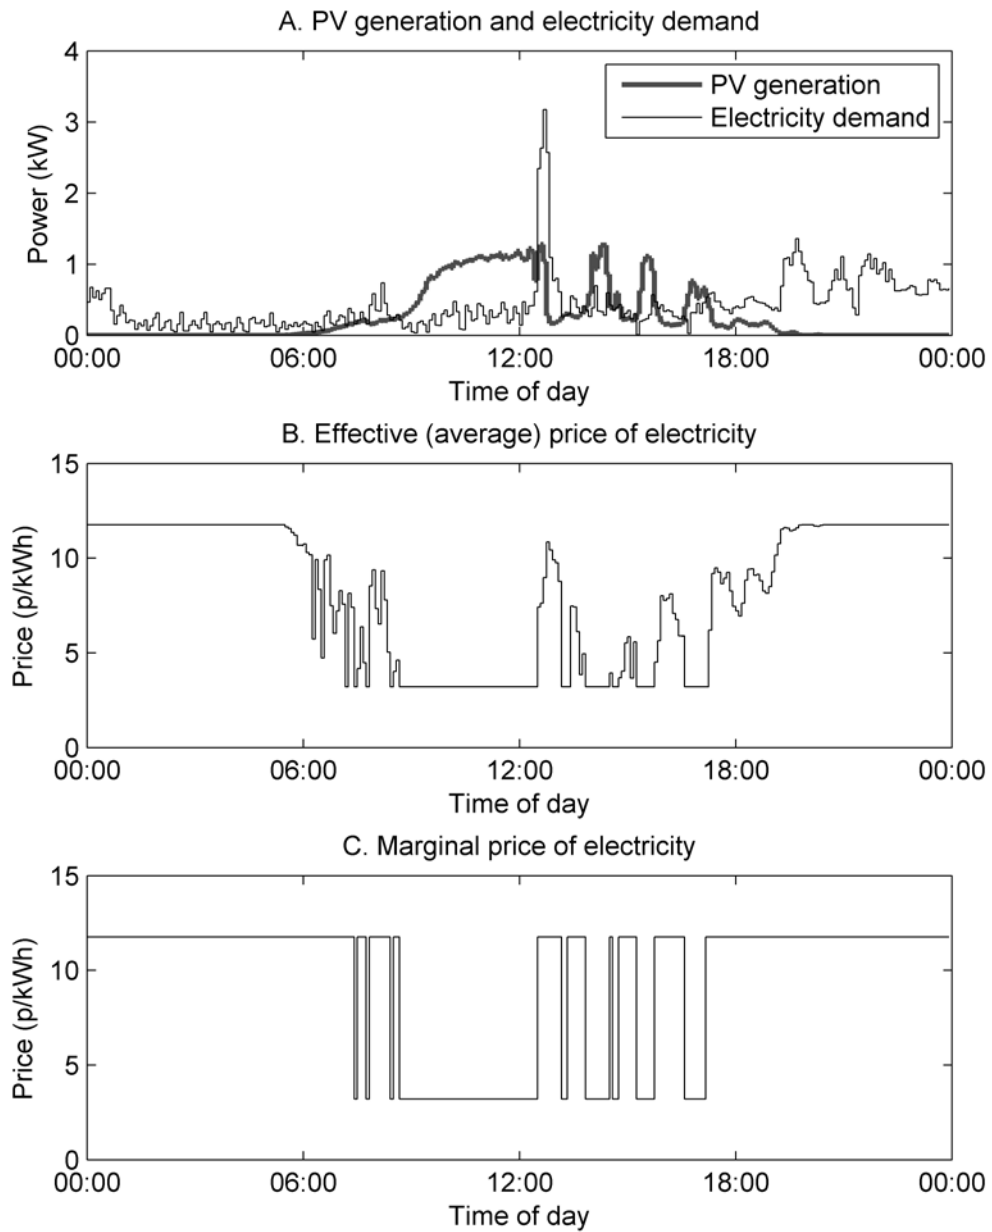 A. PV generation and electricity demand
4
3
2
1
0
Power (kW)
PV generation
Electricity demand
00:00 06:00 12:00 18:00 00:00
Time of day
B. Effective (average) price of electricity
15
10
5
0
Price (p/kWh)
00:00 06:00 12:00 18:00 00:00
Time of day
C. Marginal price of electricity
15
10
5
0
Price (p/kWh)
00:00 06:00 12:00 18:00 00:00
Time of day